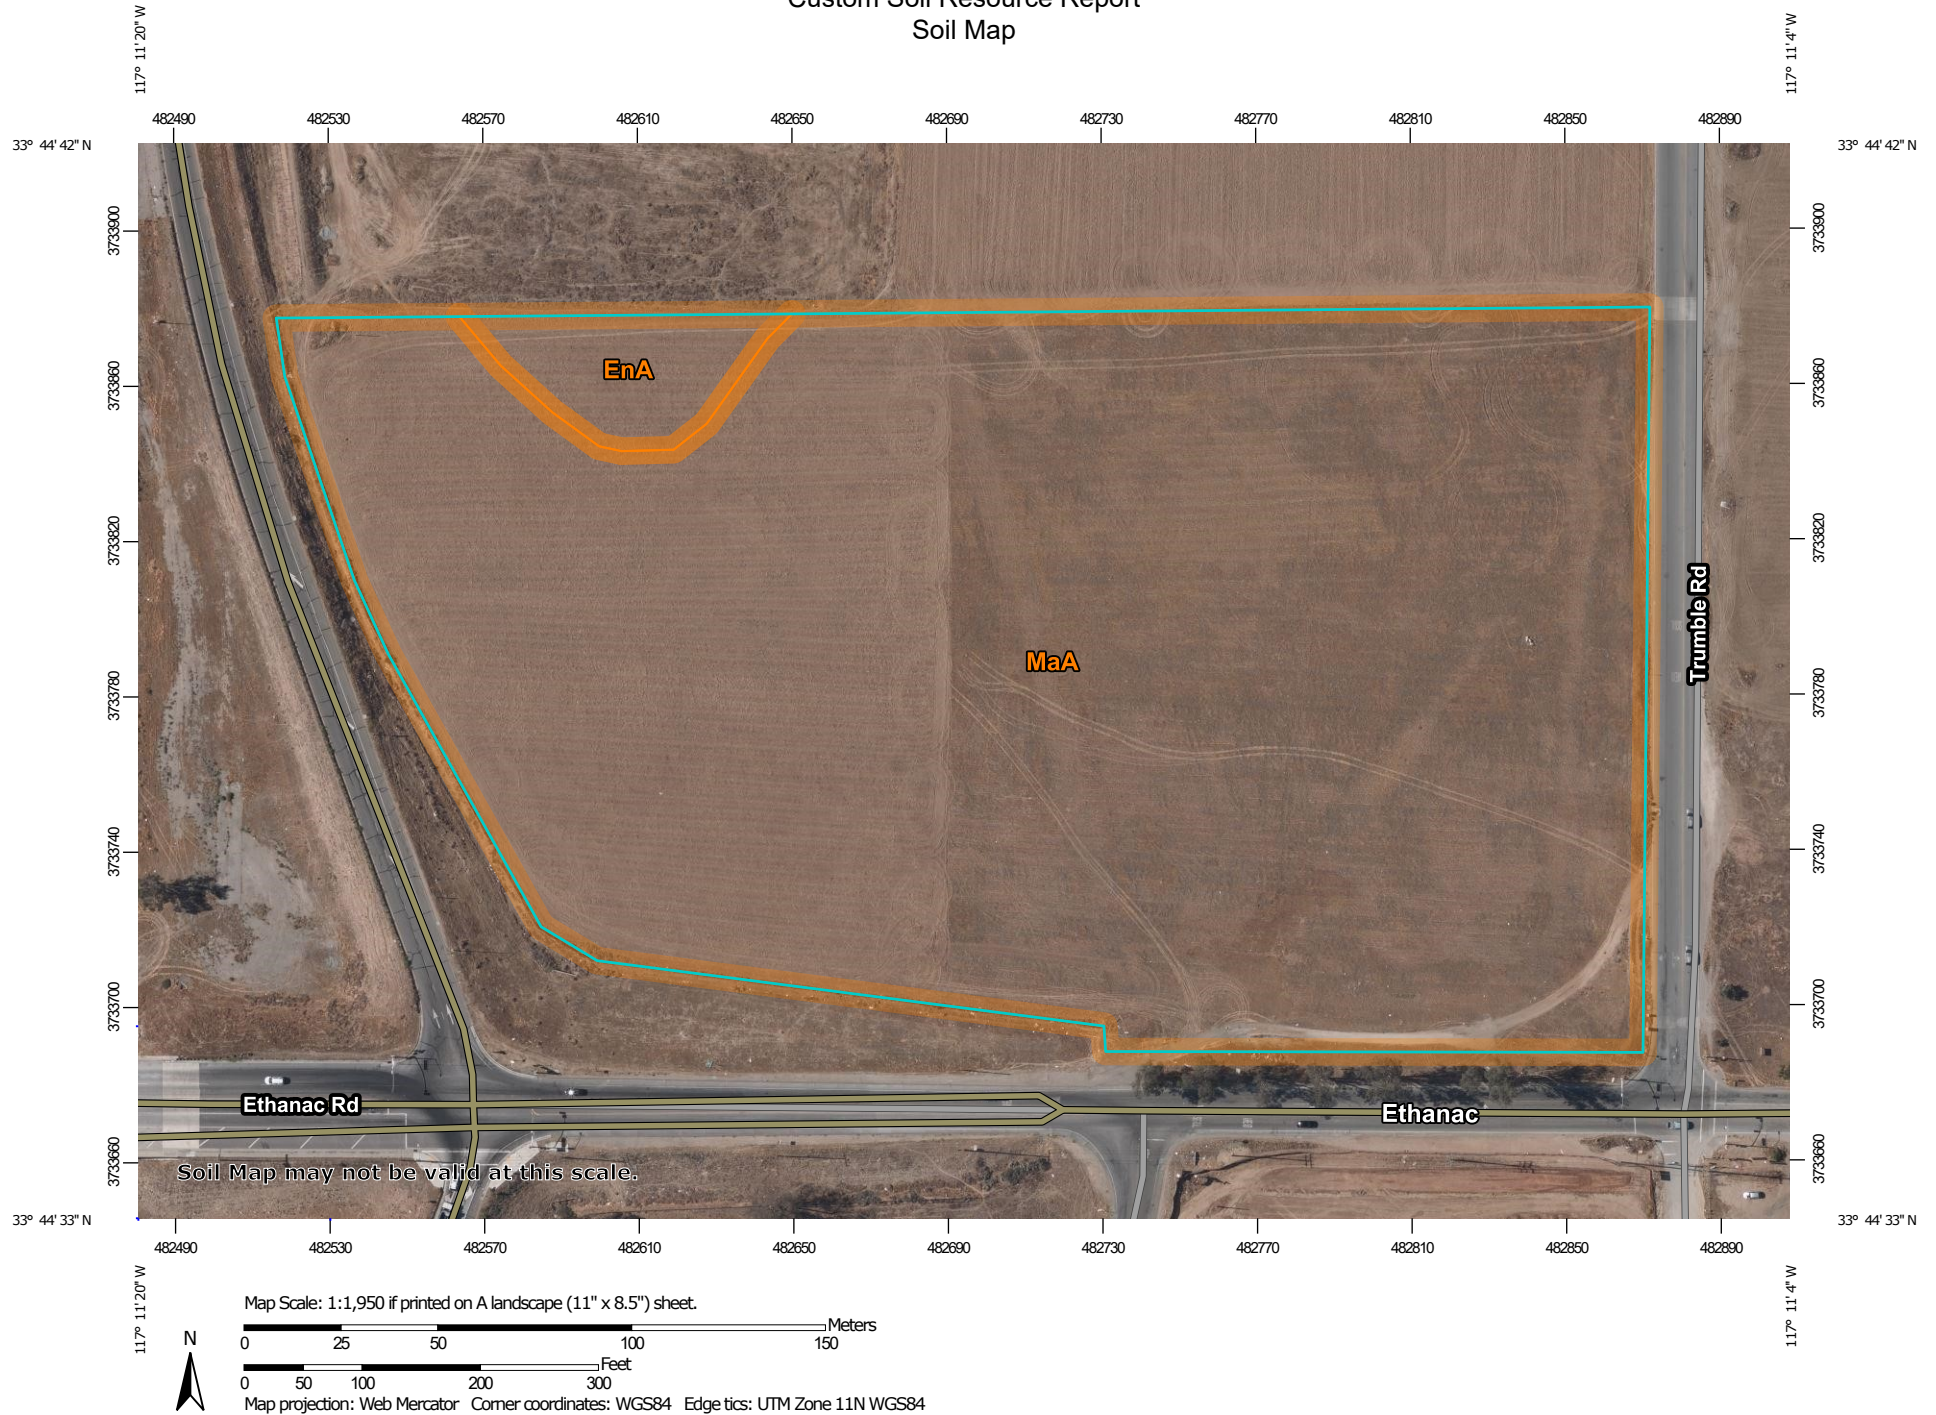 Custom Soil Resource Report
Soil Map
117° 11' 20" W
117° 11' 4" W
482490 482530 482570 482610 482650 482690 482730 482770 482810 482850 482890
33° 44' 42" N
33° 44' 42" N
3733900
3733900
EnA
3733860
3733860
3733820
3733820
Trumble Rd
MaA
3733780
3733780
3733740
3733740
3733700
3733700
Ethanac Rd
Ethanac
3733660
3733660
Soil Map may not be valid at this scale.
33° 44' 33" N
33° 44' 33" N
482490 482530 482570 482610 482650 482690 482730 482770 482810 482850 482890
117° 11' 20" W
117° 11' 4" W
Map Scale: 1:1,950 if printed on A landscape (11" x 8.5") sheet.
Meters
0 25 50 100 150
N
Feet
0 50 100 200 300
Map projection: Web Mercator Corner coordinates: WGS84 Edge tics: UTM Zone 11N WGS84